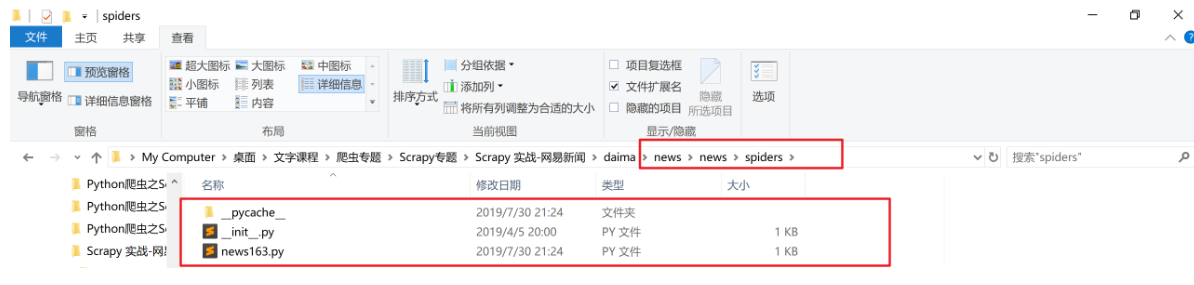 spiders
文件 主页 共享 查看
导航窗格 预览窗格 详细信息窗格
窗格
超大图标 大图标 中图标
小图标 列表 详细信息
平铺 内容
布局
排序方式 分组依据
添加列
将所有列调整为合适的大小
当前视图
项目复选框
文件扩展名
隐藏的项目
隐藏
所选项目
显示/隐藏
选项
My Computer > 桌面 > 文字课程 > 爬虫专题 > Scrapy专题 > Scrapy 实战-网易新闻 > daima > news > news > spiders >
搜索"spiders"
Python爬虫之Sc
Python爬虫之Sc
Python爬虫之Sc
Scrapy 实战-网易
名称 修改日期 类型 大小
__pycache__ 2019/7/30 21:24 文件夹
__init__.py 2019/4/5 20:00 PY 文件 1 KB
news163.py 2019/7/30 21:24 PY 文件 1 KB